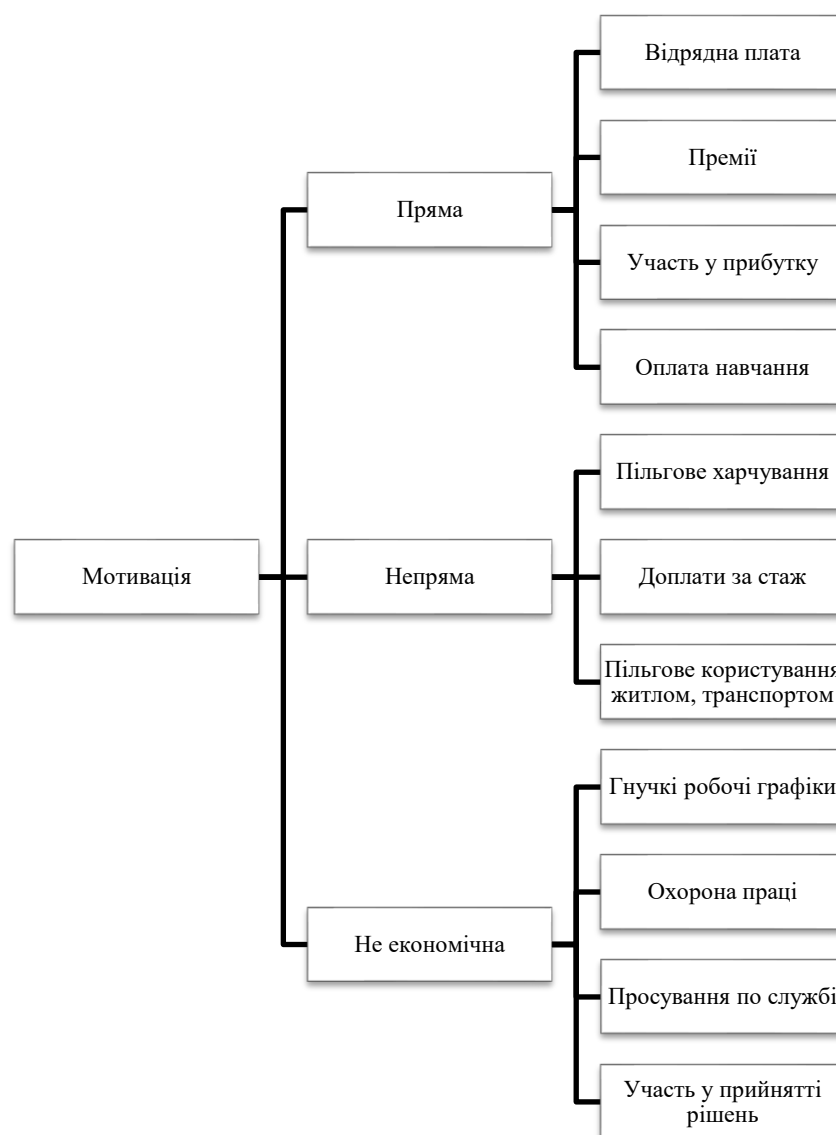 Мотивація
Пряма
Відрядна плата
Премії
Участь у прибутку
Оплата навчання
Непряма
Пільгове харчування
Доплати за стаж
Пільгове користування
житлом, транспортом
Не економічна
Гнучкі робочі графіки
Охорона праці
Просування по службі
Участь у прийнятті
рішень